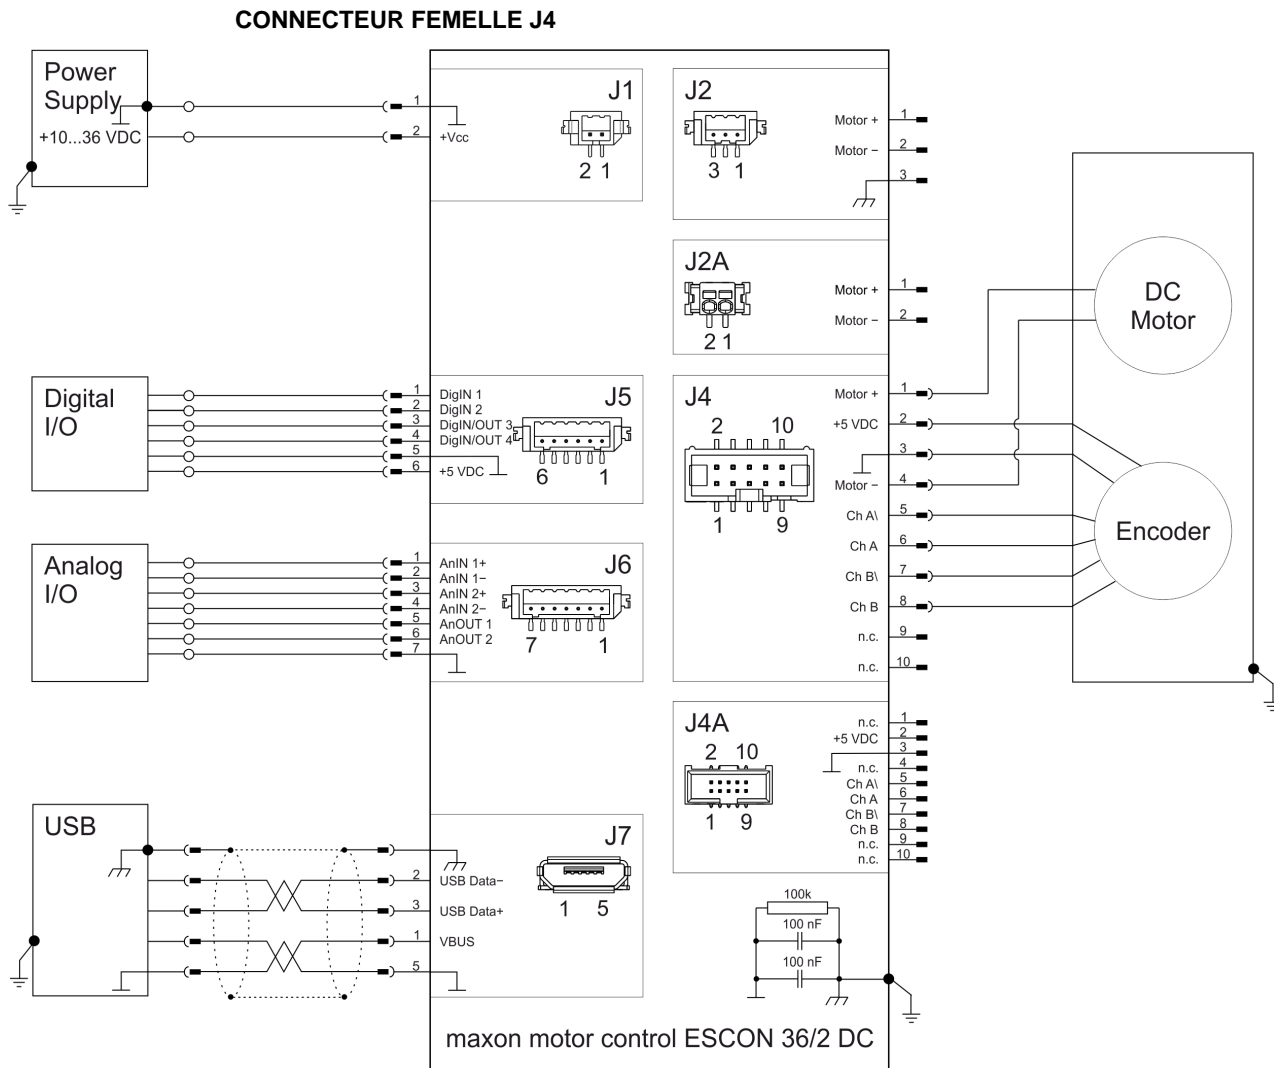 CONNECTEUR FEMELLE J4
Power
Supply
+10...36 VDC
1
2
+Vcc
J1
2 1
J2
3 1
Motor +
1
Motor −
2
3
J2A
2 1
Motor +
1
Motor −
2
DC
Motor
Digital
I/O
1
DigIN 1
2
DigIN 2
3
DigIN/OUT 3
4
DigIN/OUT 4
5
6
+5 VDC
J5
6 1
J4
2 10
1 9
Motor +
1
+5 VDC
2
3
Motor −
4
Ch A\
5
Ch A
6
Ch B\
7
Ch B
8
n.c.
9
n.c.
10
Encoder
Analog
I/O
1
AnIN 1+
2
AnIN 1−
3
AnIN 2+
4
AnIN 2−
5
AnOUT 1
6
AnOUT 2
7
J6
7 1
J4A
2 10
1 9
n.c.
1
+5 VDC
2
3
n.c.
4
Ch A\
5
Ch A
6
Ch B\
7
Ch B
8
n.c.
9
n.c.
10
USB
2
USB Data−
3
USB Data+
1
VBUS
5
J7
1 5
100k
100 nF
100 nF
maxon motor control ESCON 36/2 DC